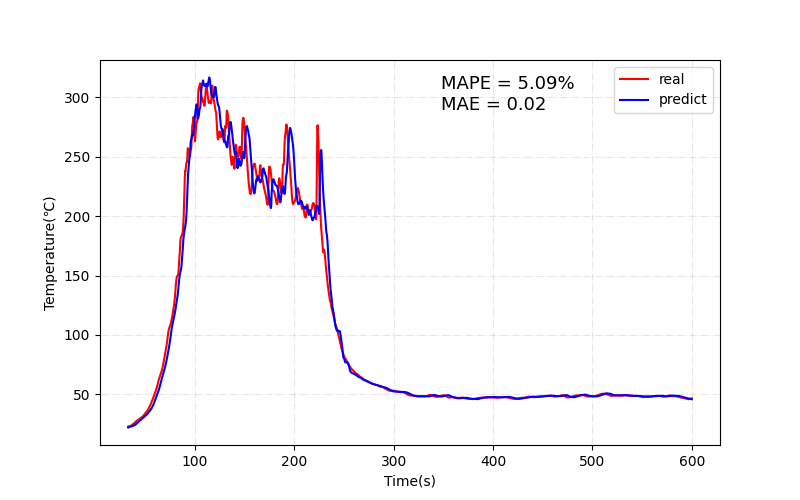 MAPE = 5.09%
MAE = 0.02
real
predict
Temperature(℃)
300
250
200
150
100
50
100
200
300
400
500
600
Time(s)